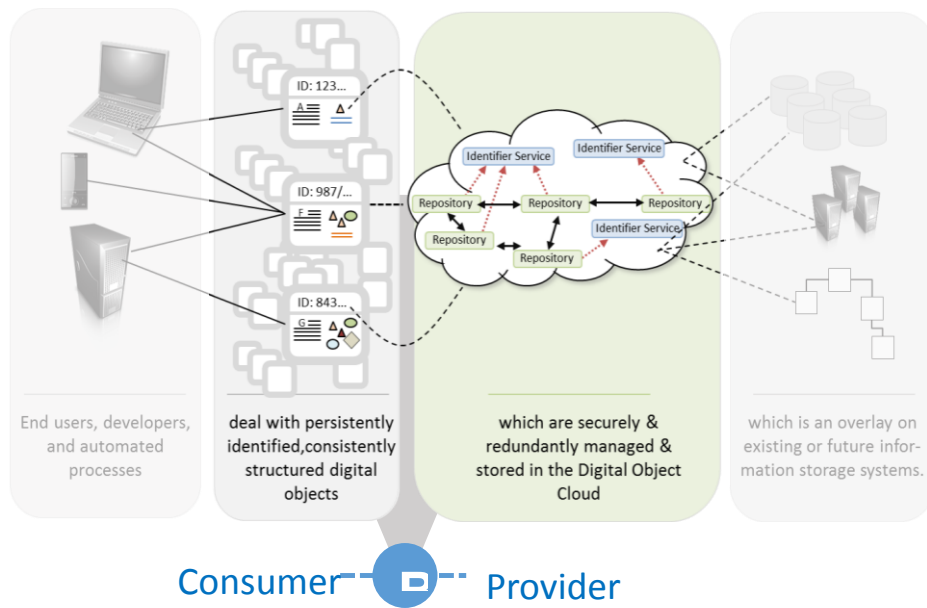 ID: 123...
A
ID: 987/...
F
ID: 843...
G
Identifier Service
Identifier Service
Repository
Repository
Repository
Identifier Service
Repository
Repository
End users, developers,
and automated
processes
deal with persistently
identified,consistently
structured digital
objects
which are securely &
redundantly managed &
stored in the Digital Object
Cloud
which is an overlay on
existing or future infor-
mation storage systems.
Consumer
D
Provider